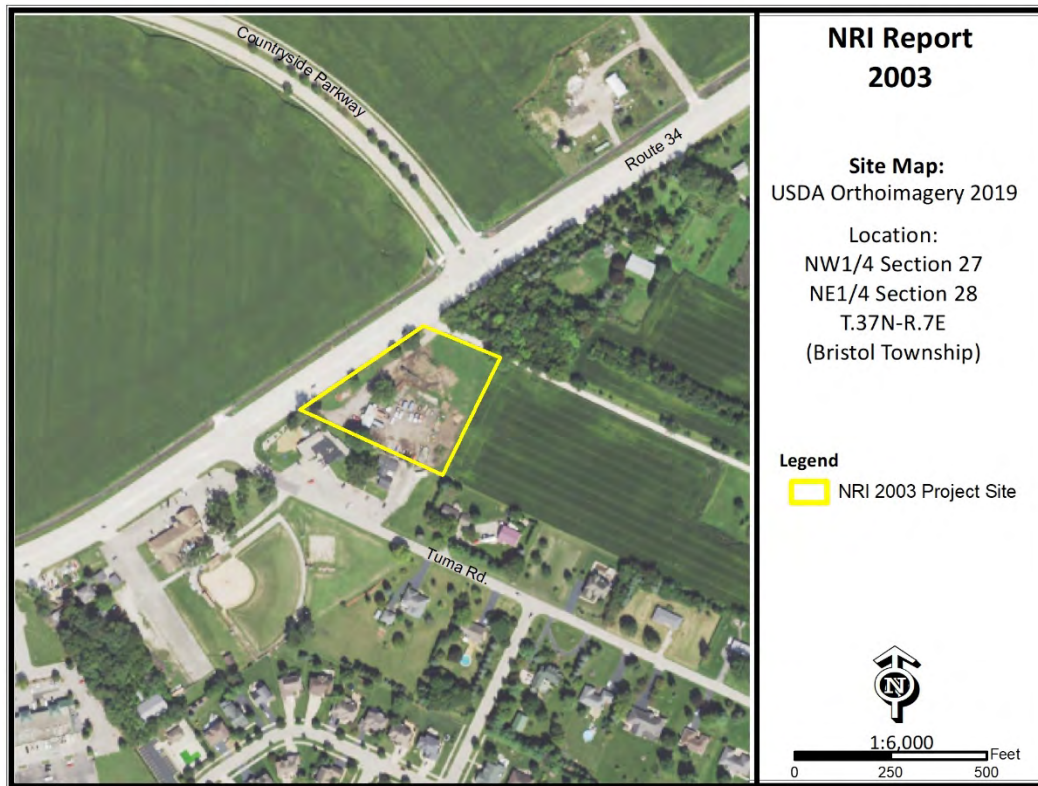 Countryside Parkway
Route 34
Tuma Rd.
NRI Report
2003
Site Map:
USDA Orthoimagery 2019
Location:
NW1/4 Section 27
NE1/4 Section 28
T.37N-R.7E
(Bristol Township)
Legend
NRI 2003 Project Site
N
1:6,000
Feet
0 250 500